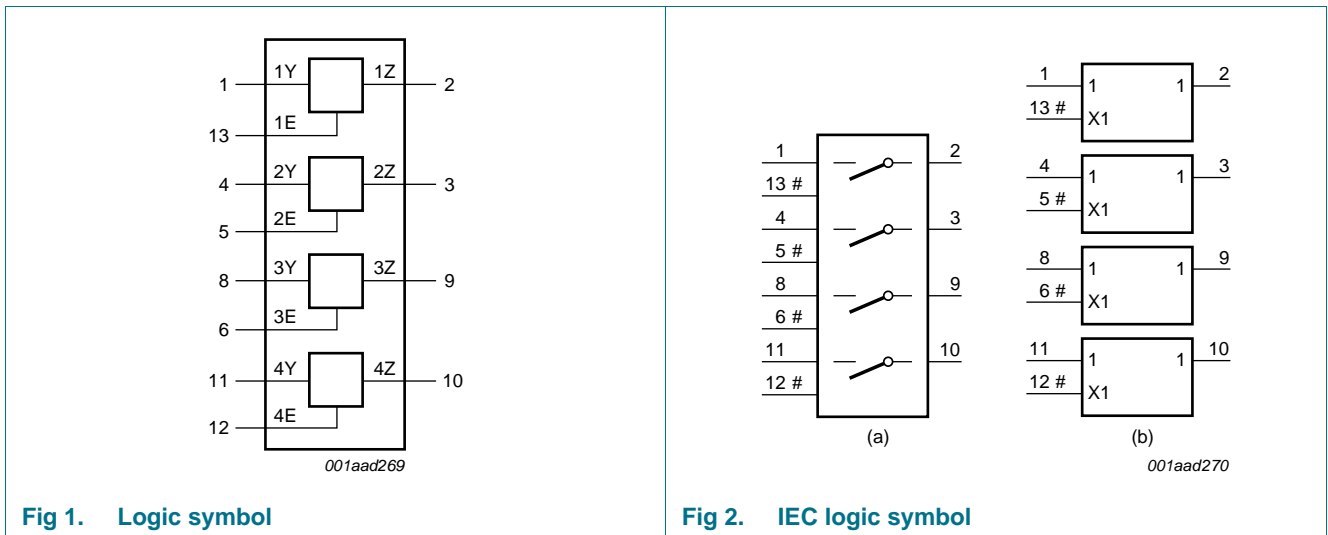 1 1Y 1Z 2
13 1E
4 2Y 2Z 3
5 2E
8 3Y 3Z 9
6 3E
11 4Y 4Z 10
12 4E
001aad269
Fig 1. Logic symbol
1 2
13 #
4 3
5 #
8 9
6 #
11 10
12 #
(a)
1 1 1 2
13 # X1
4 1 1 3
5 # X1
8 1 1 9
6 # X1
11 1 1 10
12 # X1
(b)
001aad270
Fig 2. IEC logic symbol